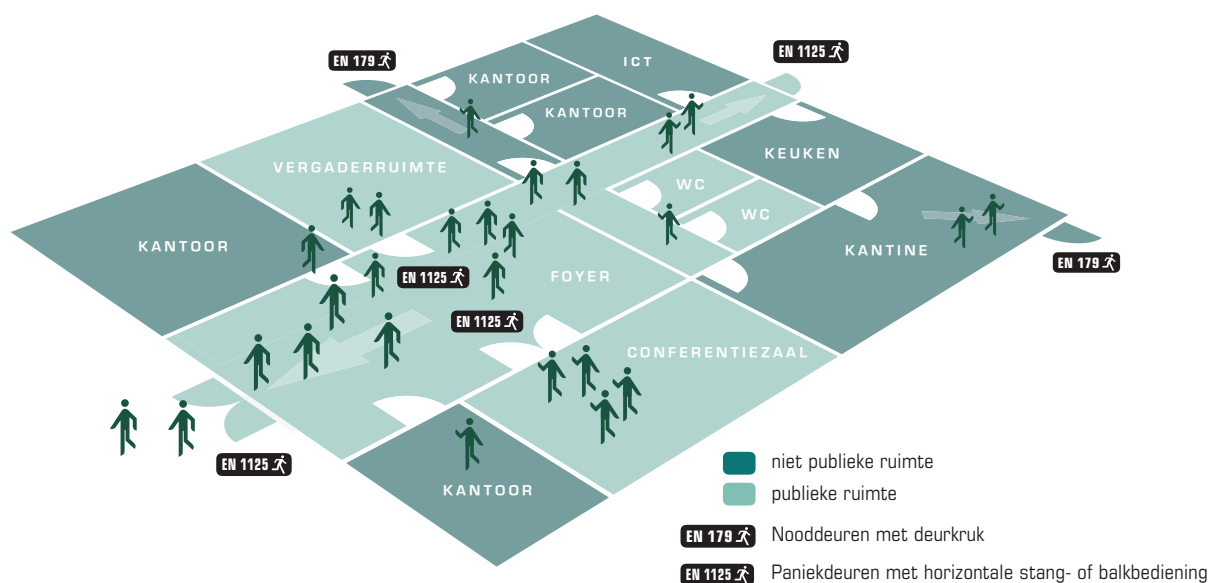 EN 1125
EN 179
ICT
KANTOOR
KANTOOR
KEUKEN
VERGADERRUIMTE
WC
WC
KANTOOR
KANTINE
EN 179
EN 1125
FOYER
EN 1125
CONFERENTIEZAAL
EN 1125
KANTOOR
niet publieke ruimte
publieke ruimte
EN 179 Nooddeuren met deurkruk
EN 1125 Paniekdeuren met horizontale stang- of balkbediening